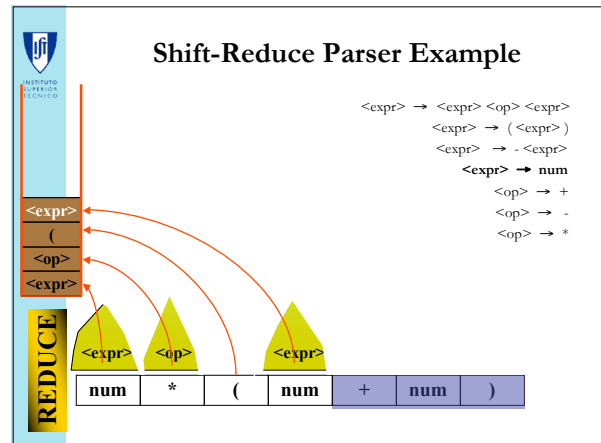 Shift-Reduce Parser Example
INSTITUTO
SUPERIOR
TÉCNICO
<expr> → <expr> <op> <expr>
<expr> → ( <expr> )
<expr> → - <expr>
<expr> → num
<op> → +
<op> → -
<op> → *
<expr>
(
<op>
<expr>
REDUCE
<expr> <op> <expr>
num * ( num + num )